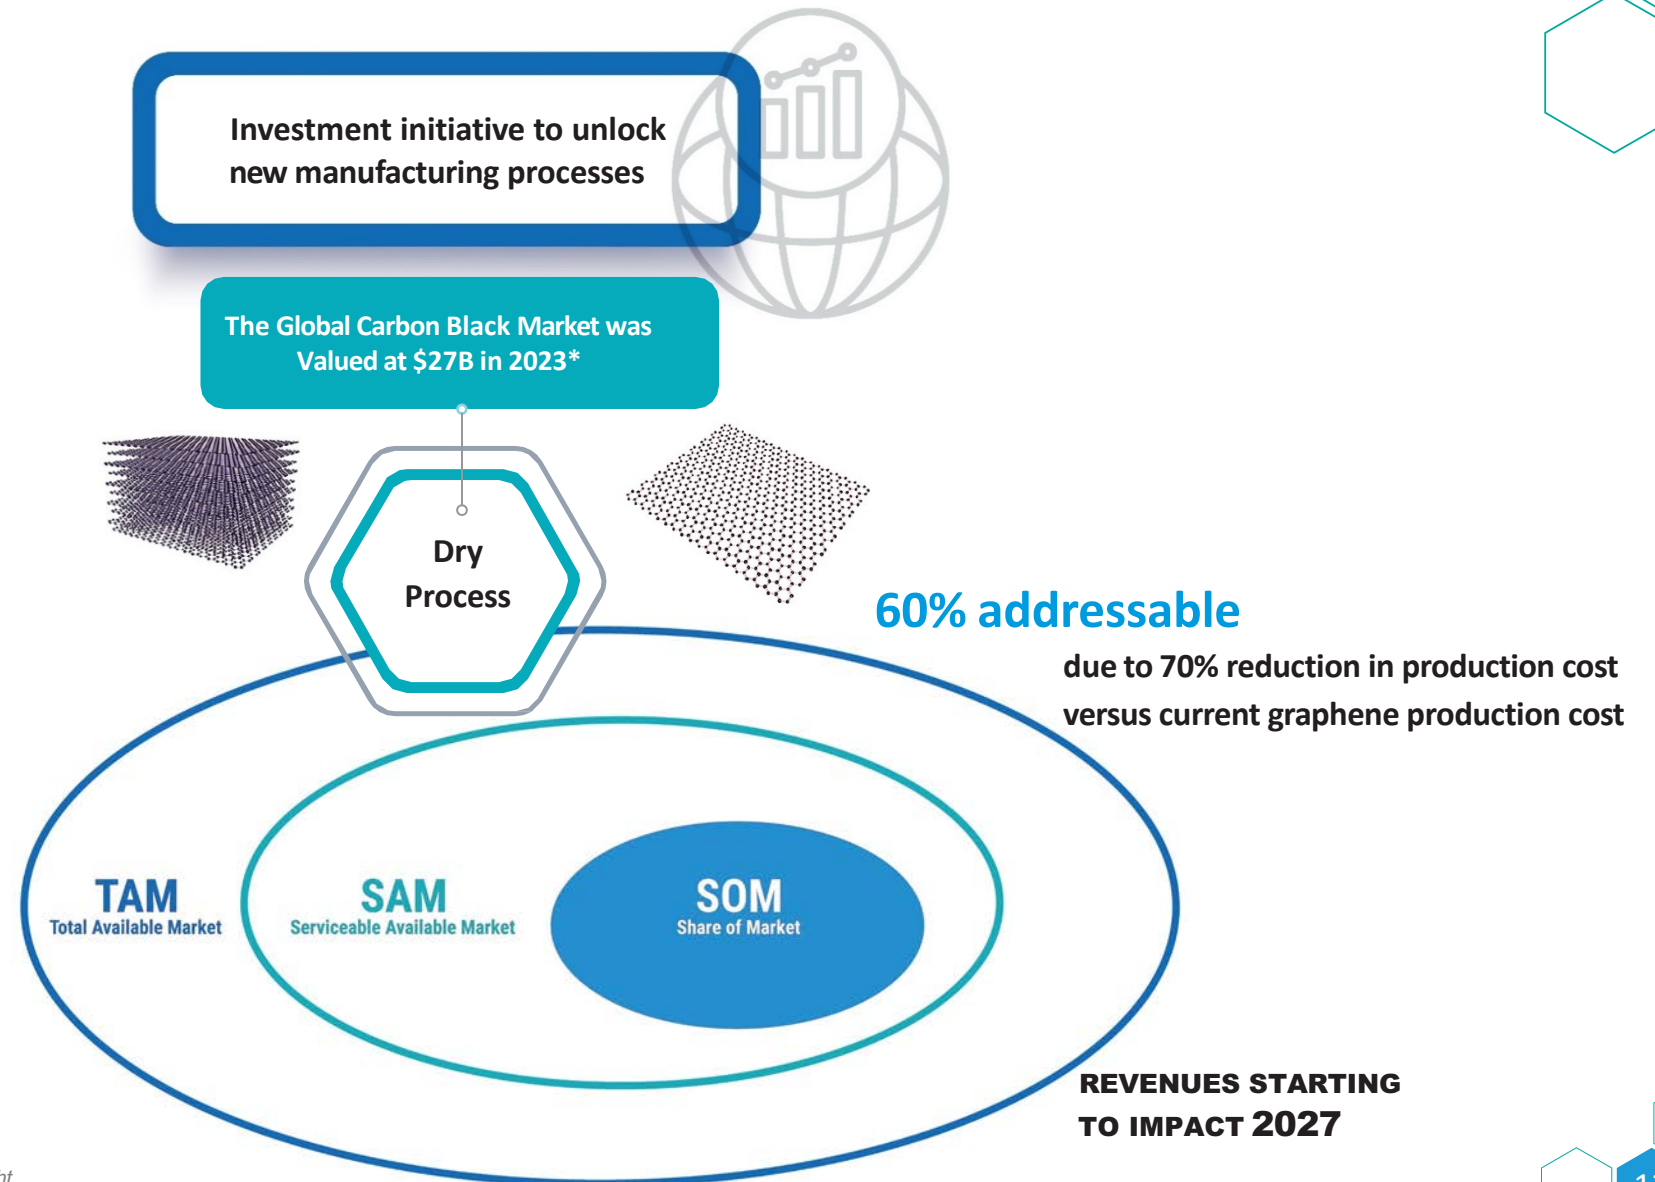 Investment initiative to unlock
new manufacturing processes
The Global Carbon Black Market was
Valued at $27B in 2023*
Dry
Process
60% addressable
due to 70% reduction in production cost
versus current graphene production cost
TAM
Total Available Market
SAM
Serviceable Available Market
SOM
Share of Market
REVENUES STARTING
TO IMPACT 2027